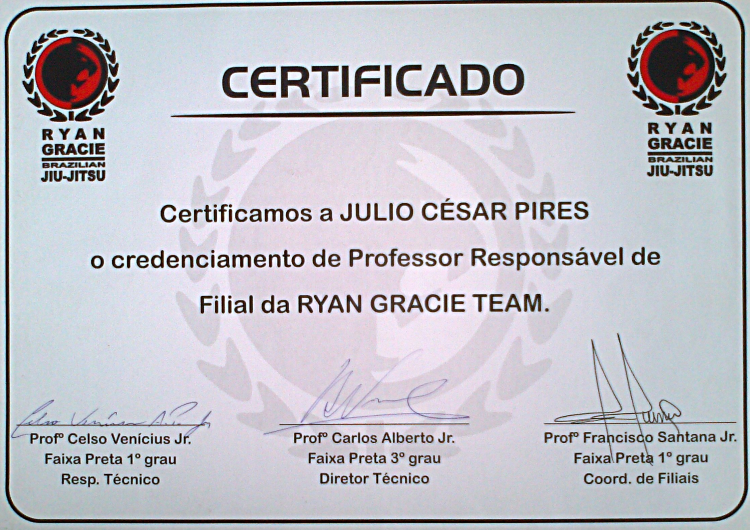 CERTIFICADO
RYAN
GRACIE
BRAZILIAN
JIU-JITSU
RYAN
GRACIE
BRAZILIAN
JIU-JITSU
Certificamos a JULIO CÉSAR PIRES
o credenciamento de Professor Responsável de
Filial da RYAN GRACIE TEAM.
Profº Celso Venícius Jr.
Faixa Preta 1º grau
Resp. Técnico
Profº Carlos Alberto Jr.
Faixa Preta 3º grau
Diretor Técnico
Profº Francisco Santana Jr.
Faixa Preta 1º grau
Coord. de Filiais